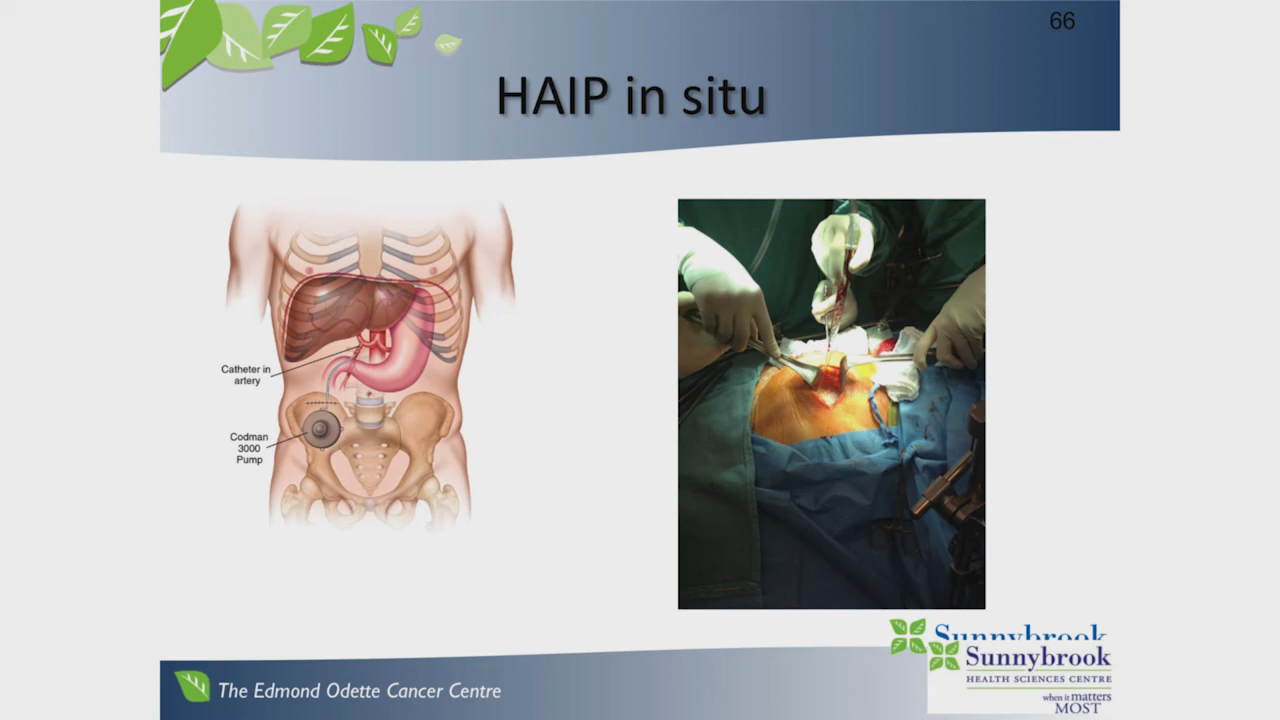 66
HAIP in situ
Catheter in
artery
Codman
3000
Pump
Sunnybrook
Sunnybrook
HEALTH SCIENCES CENTRE
when it matters
MOST
The Edmond Odette Cancer Centre